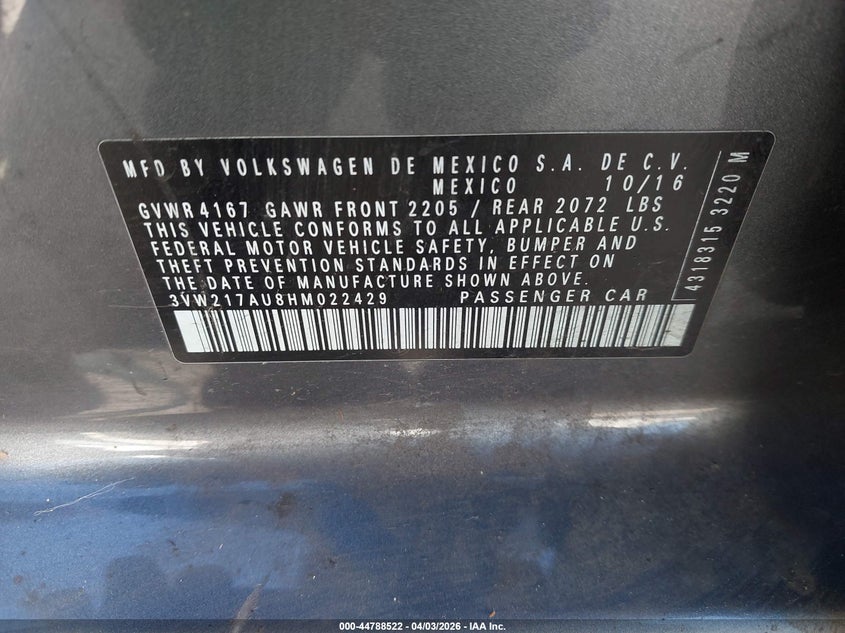 MFD BY VOLKSWAGEN DE MEXICO S.A. DE C.V.
MEXICO 10/16
GVWR 4167 GAWR FRONT 2205 / REAR 2072 LBS
THIS VEHICLE CONFORMS TO ALL APPLICABLE U.S.
FEDERAL MOTOR VEHICLE SAFETY, BUMPER AND
THEFT PREVENTION STANDARDS IN EFFECT ON
THE DATE OF MANUFACTURE SHOWN ABOVE.
3VW217AU8HM022429 PASSENGER CAR
4318315 3220 M
000-44788522 - 04/03/2026 - IAA Inc.